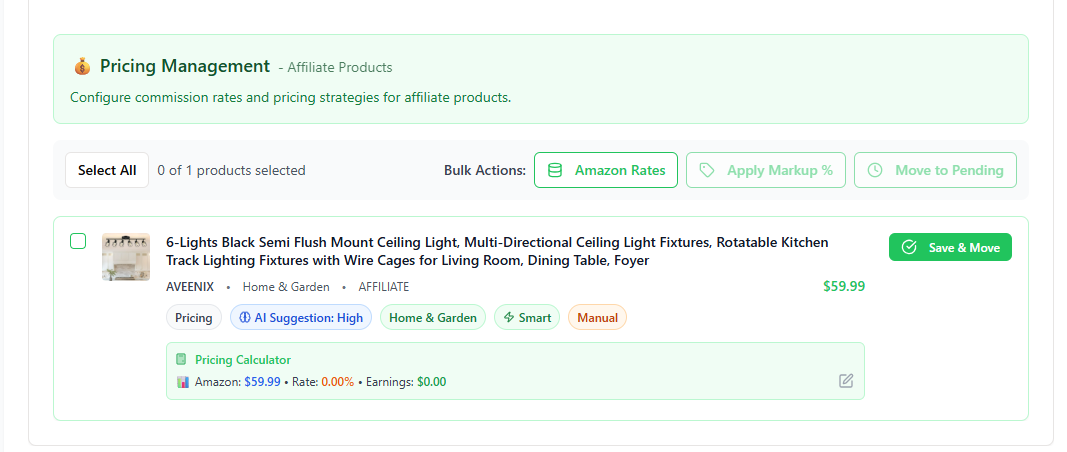 Pricing Management - Affiliate Products
Configure commission rates and pricing strategies for affiliate products.
Select All 0 of 1 products selected Bulk Actions: Amazon Rates Apply Markup % Move to Pending
6-Lights Black Semi Flush Mount Ceiling Light, Multi-Directional Ceiling Light Fixtures, Rotatable Kitchen
Track Lighting Fixtures with Wire Cages for Living Room, Dining Table, Foyer
Save & Move
AVEENIX • Home & Garden • AFFILIATE $59.99
Pricing AI Suggestion: High Home & Garden Smart Manual
Pricing Calculator
Amazon: $59.99 • Rate: 0.00% • Earnings: $0.00